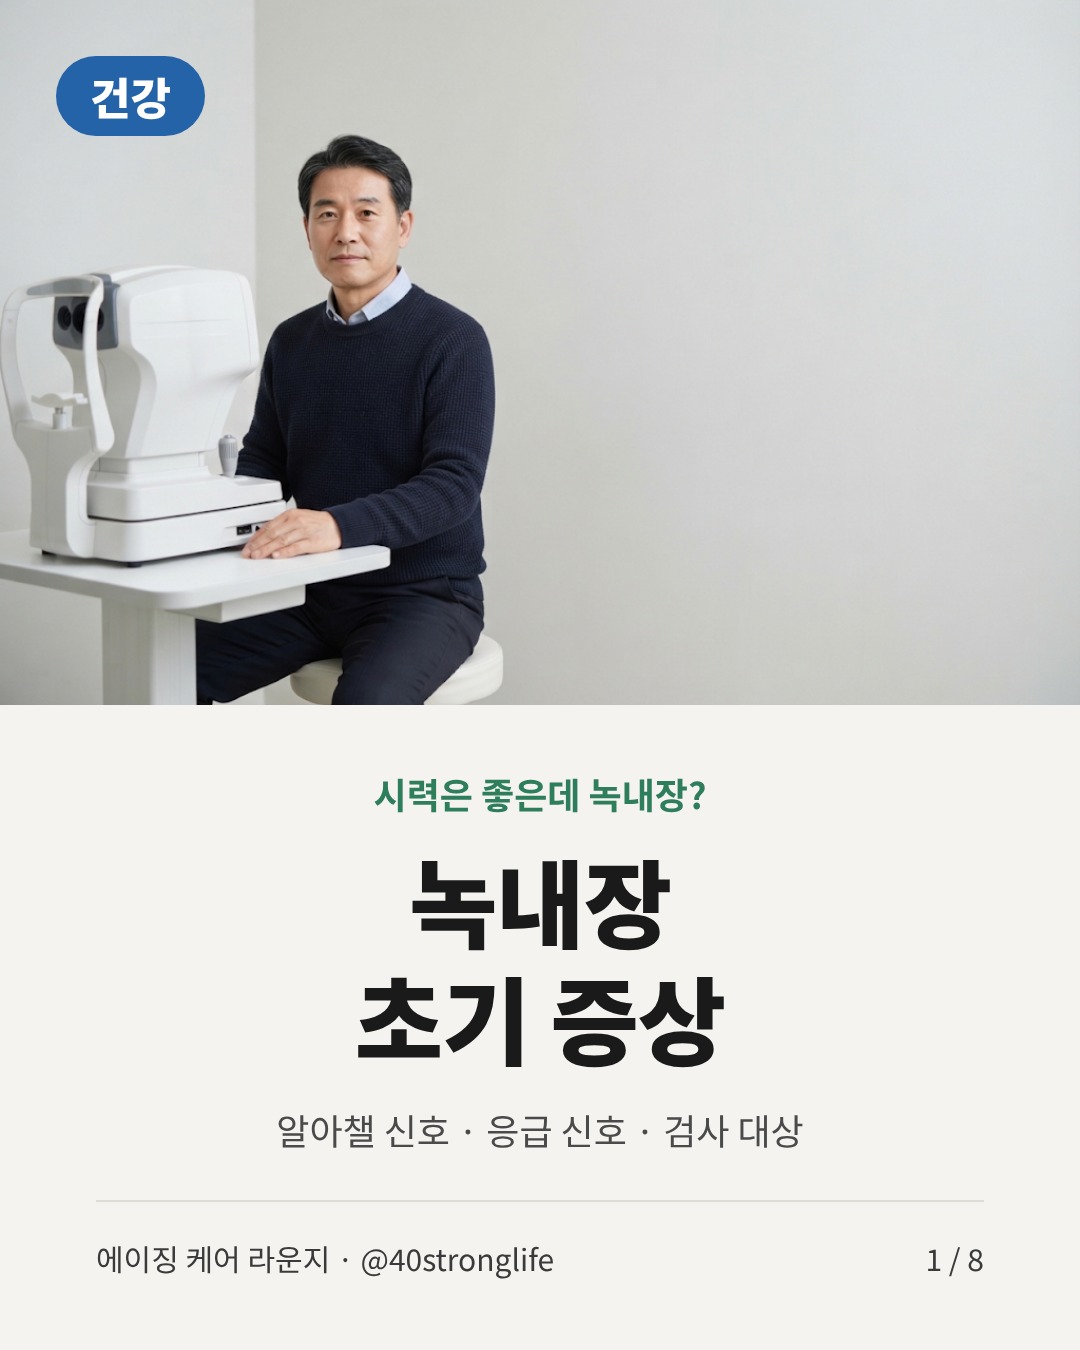 건강
시력은 좋은데 녹내장?
녹내장
초기 증상
알아챌 신호 · 응급 신호 · 검사 대상
에이징 케어 라운지 · @40stronglife
1 / 8